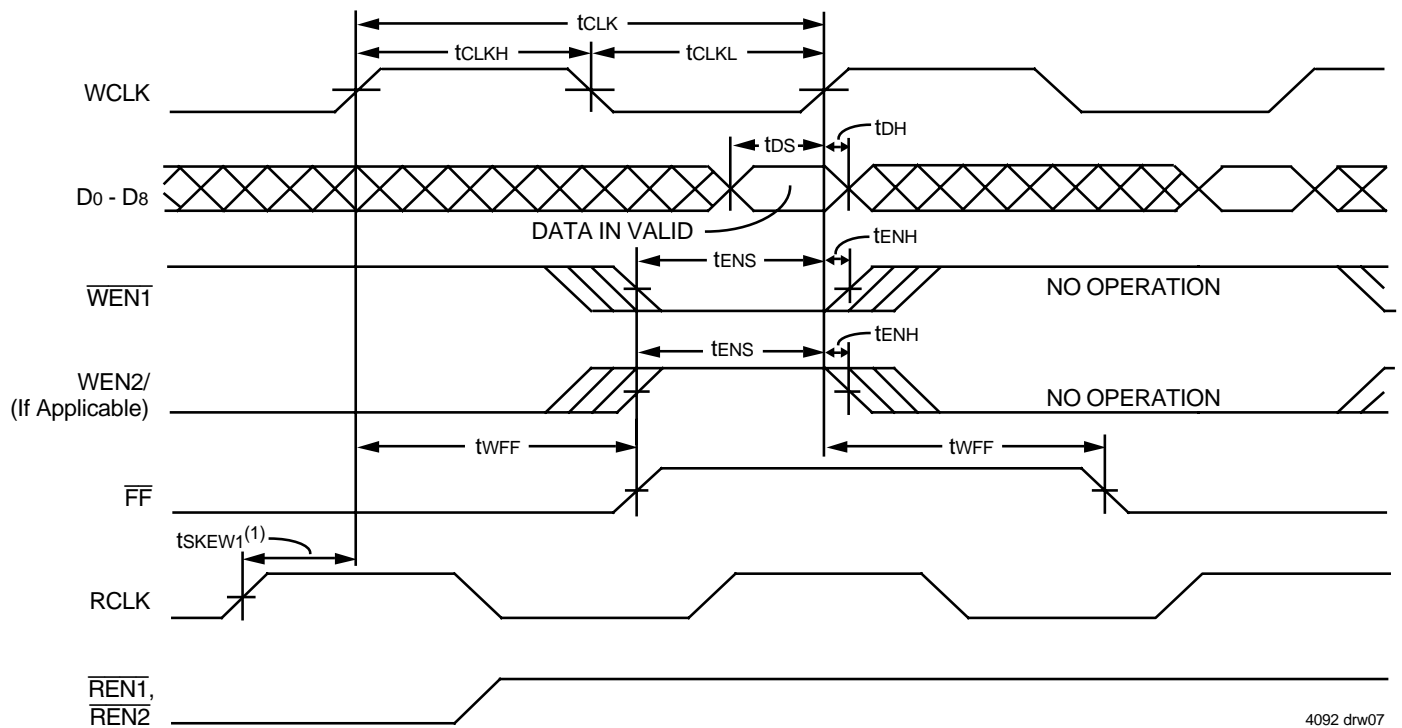 tCLK
tCLKH
tCLKL
WCLK
tDH
tDS
D0 - D8
DATA IN VALID
tENH
tENS
WEN1
NO OPERATION
tENH
tENS
WEN2/
(If Applicable)
NO OPERATION
tWFF
tWFF
FF
tSKEW1(1)
RCLK
REN1,
REN2
4092 drw07